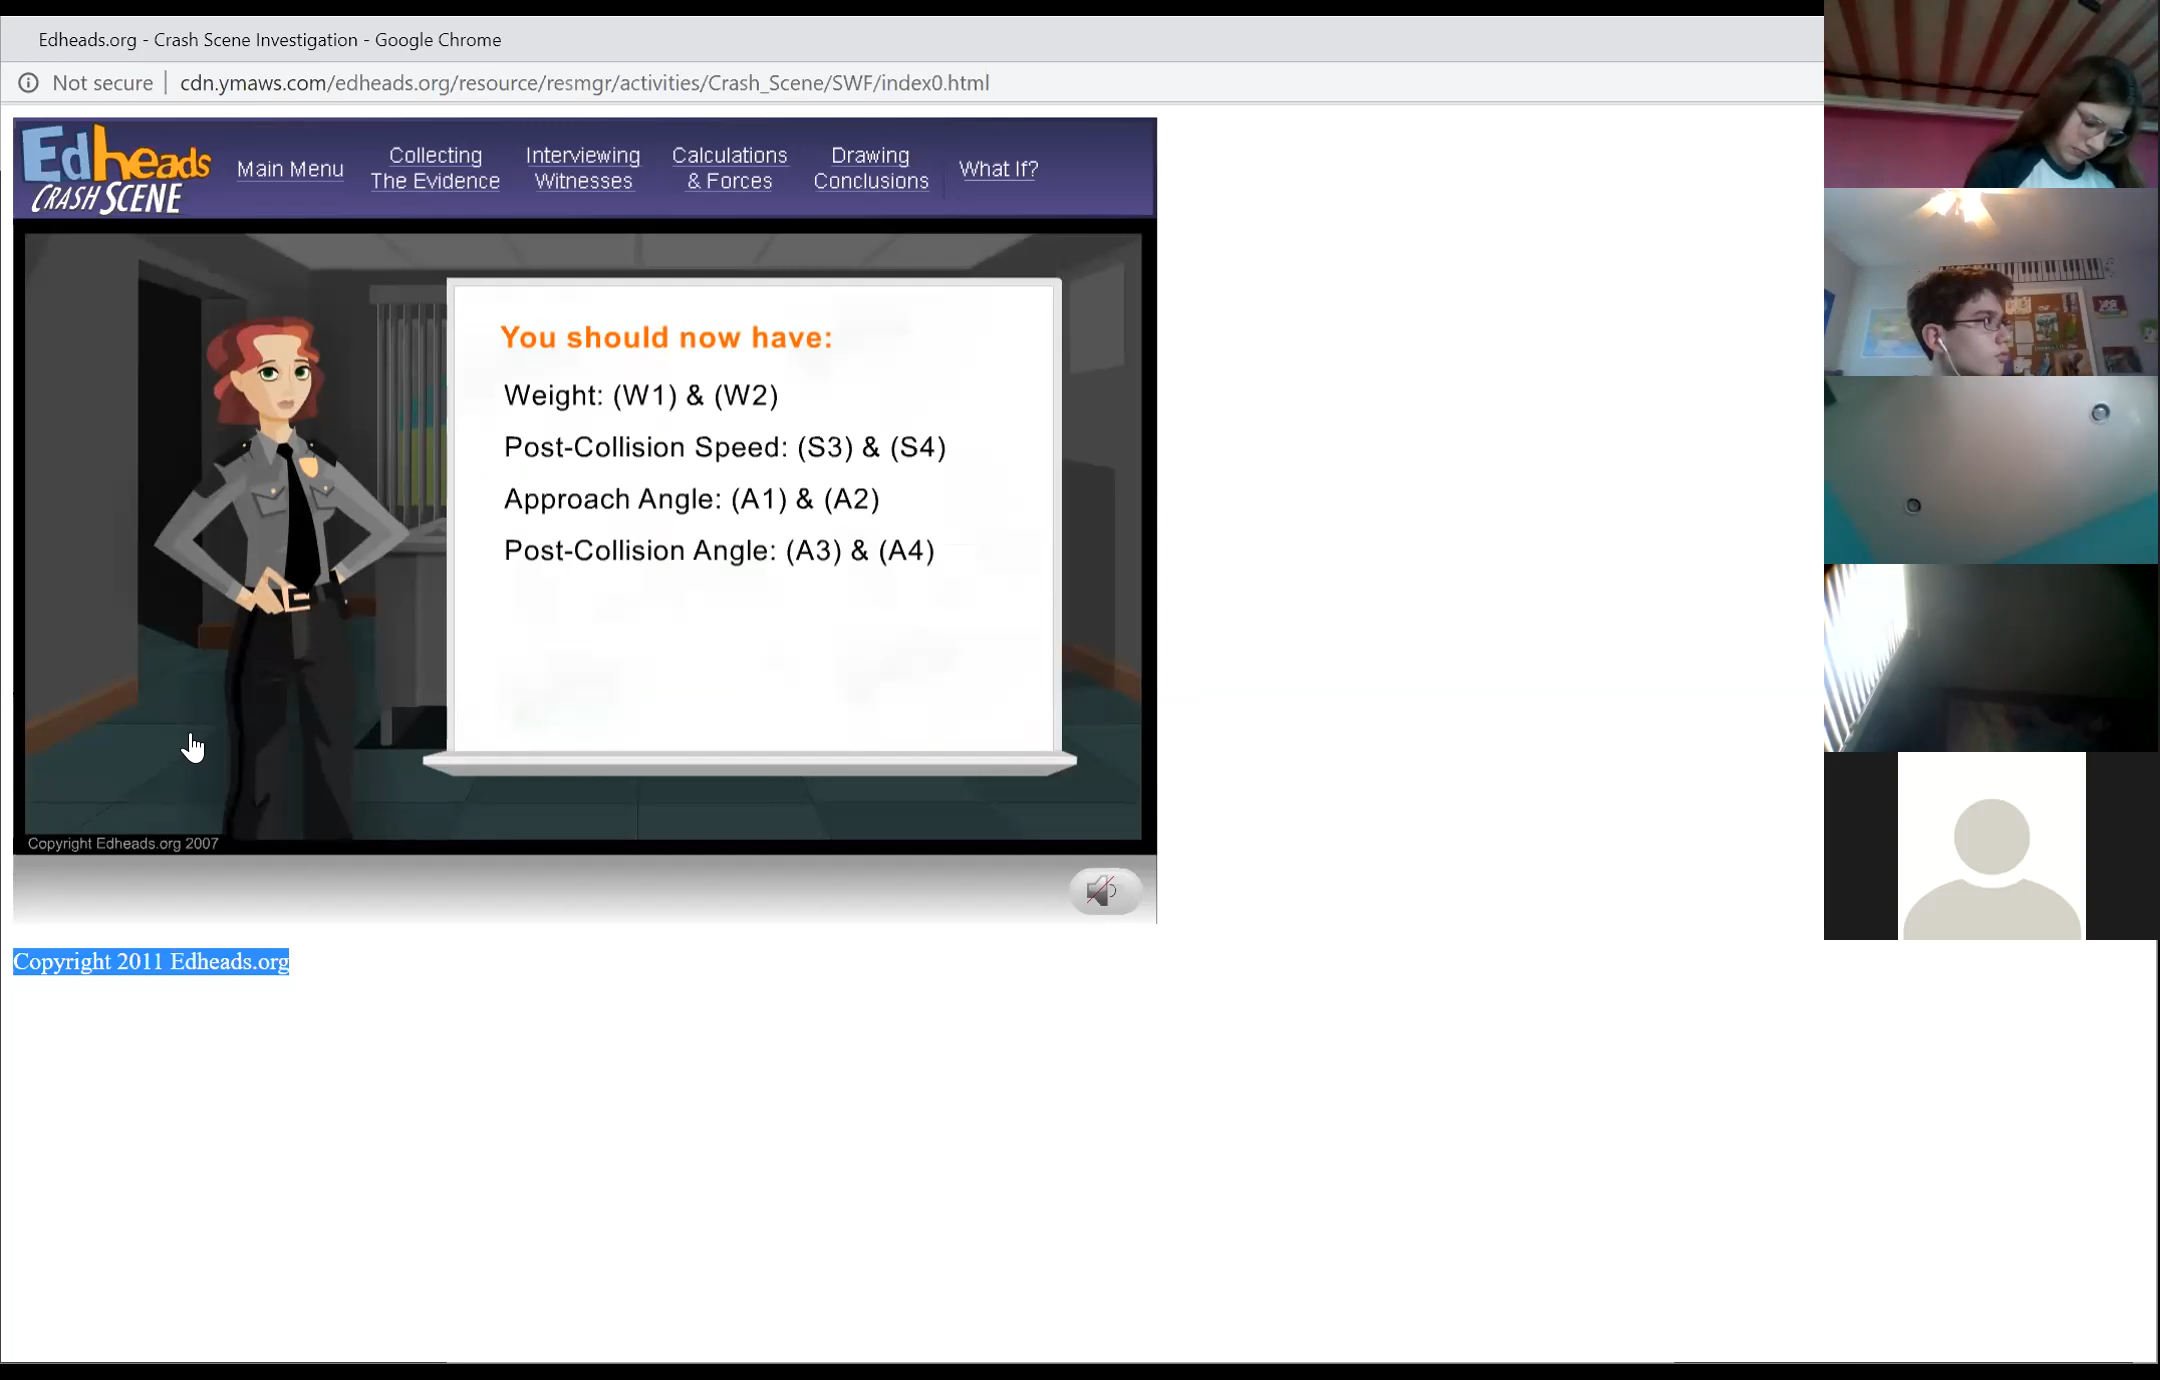 Edheads.org - Crash Scene Investigation - Google Chrome
Not secure
cdn.ymaws.com/edheads.org/resource/resmgr/activities/Crash_Scene/SWF/index0.html
Edheads
CRASH SCENE
Main Menu
Collecting
The Evidence
Interviewing
Witnesses
Calculations
& Forces
Drawing
Conclusions
What If?
You should now have:
Weight: (W1) & (W2)
Post-Collision Speed: (S3) & (S4)
Approach Angle: (A1) & (A2)
Post-Collision Angle: (A3) & (A4)
Copyright Edheads.org 2007
Copyright 2011 Edheads.org